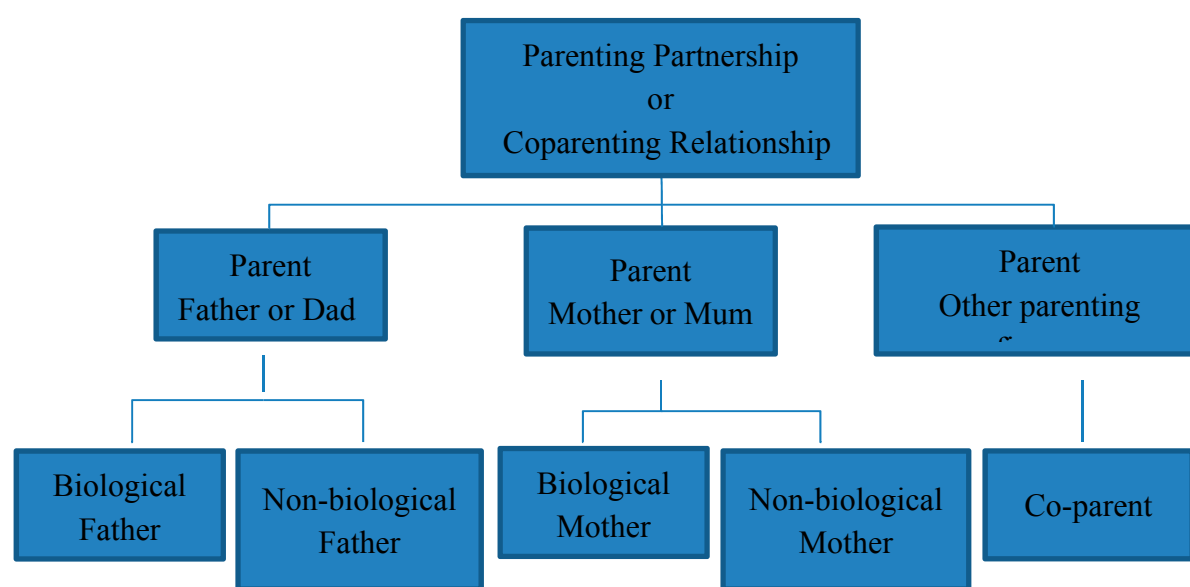 Parenting Partnership
or
Coparenting Relationship
Parent
Father or Dad
Parent
Mother or Mum
Parent
Other parenting
Biological
Father
Non-biological
Father
Biological
Mother
Non-biological
Mother
Co-parent